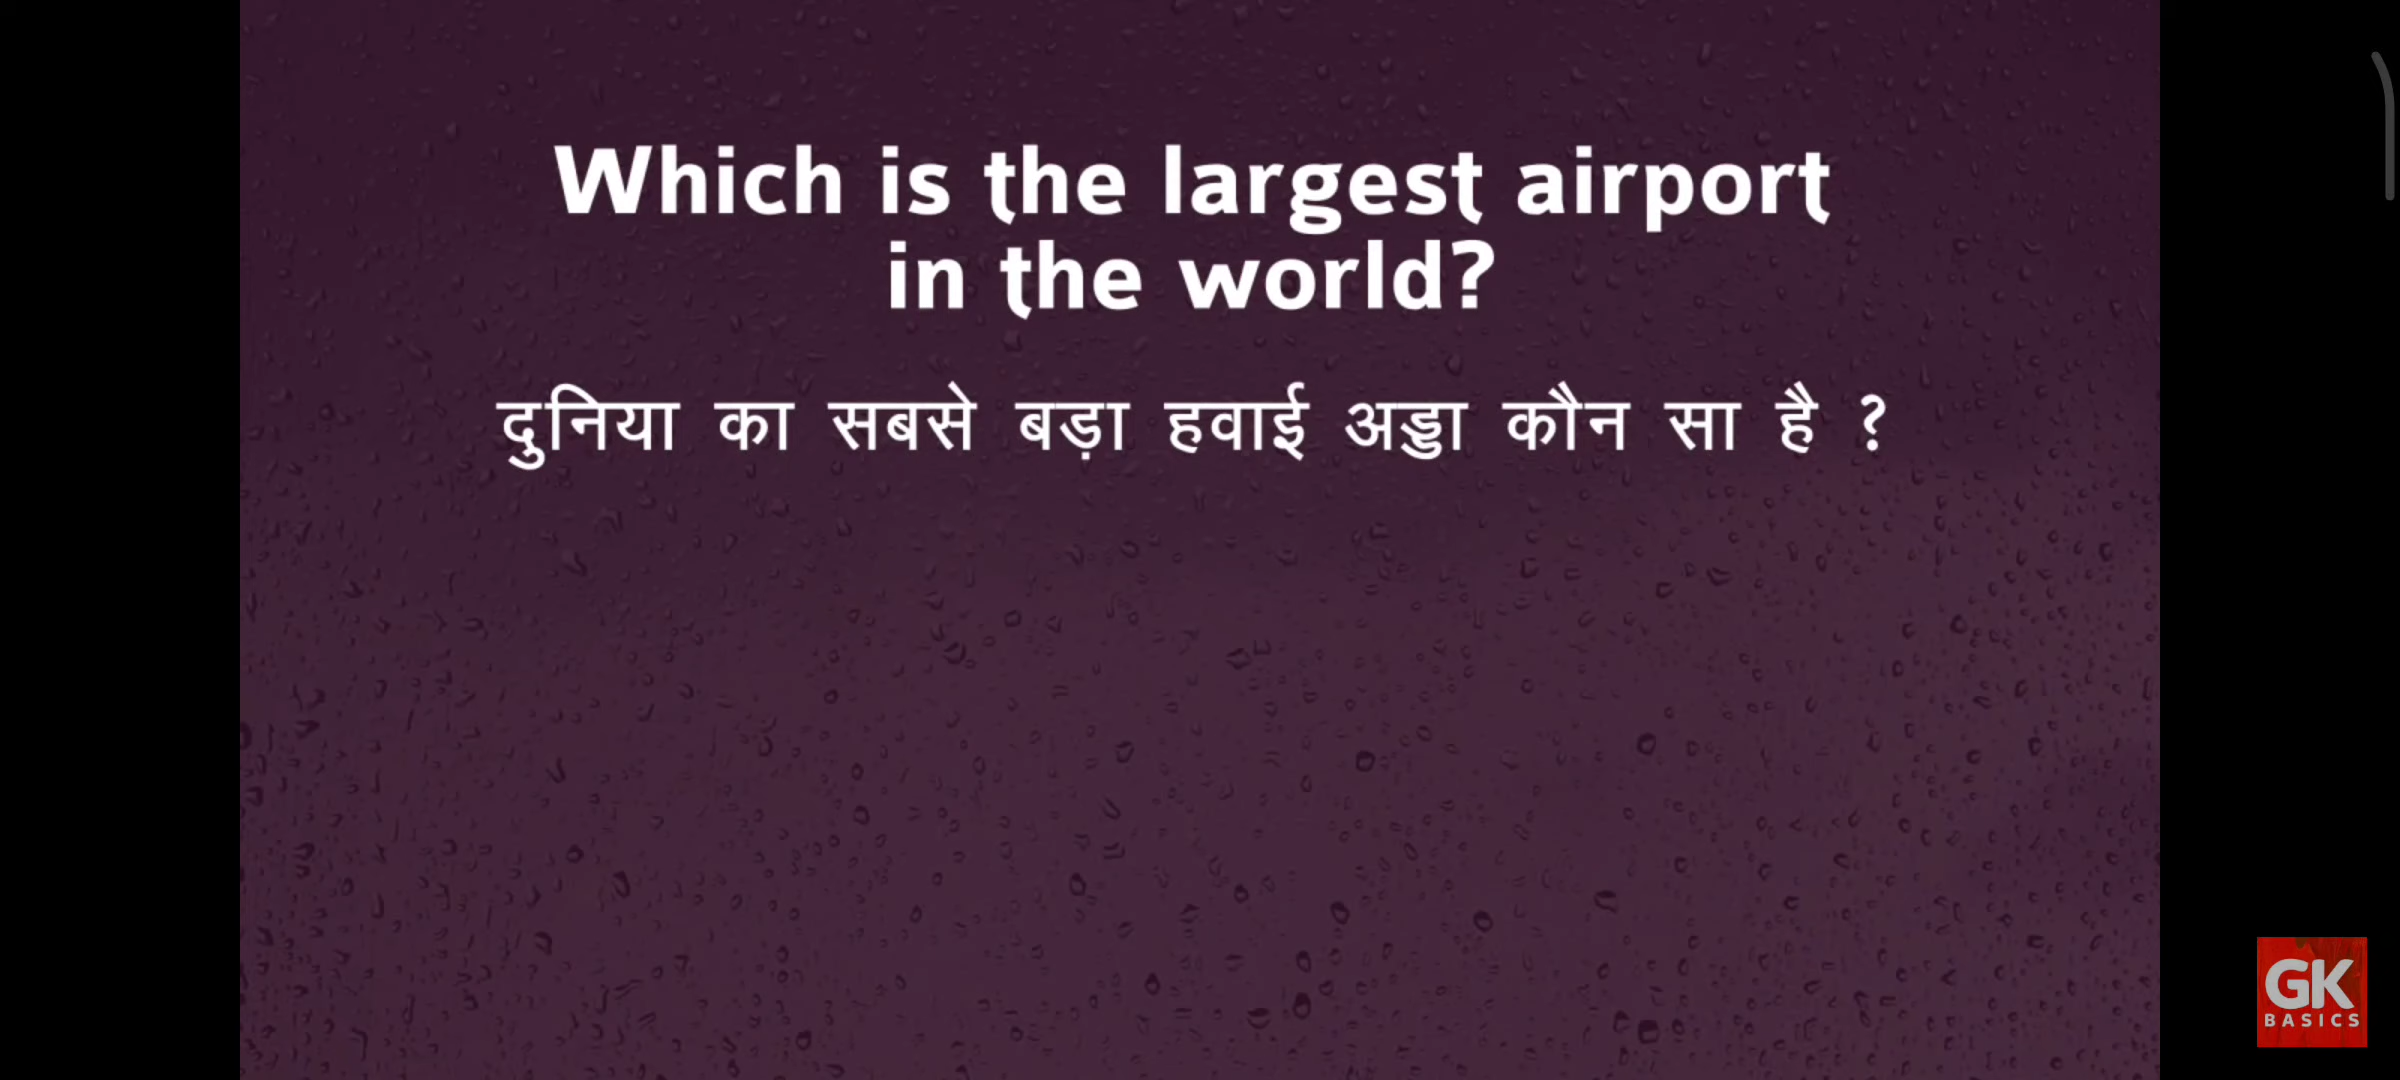 Which is the largest airport
in the world?
दुनिया का सबसे बड़ा हवाई अड्डा कौन सा है ?
GK
BASICS